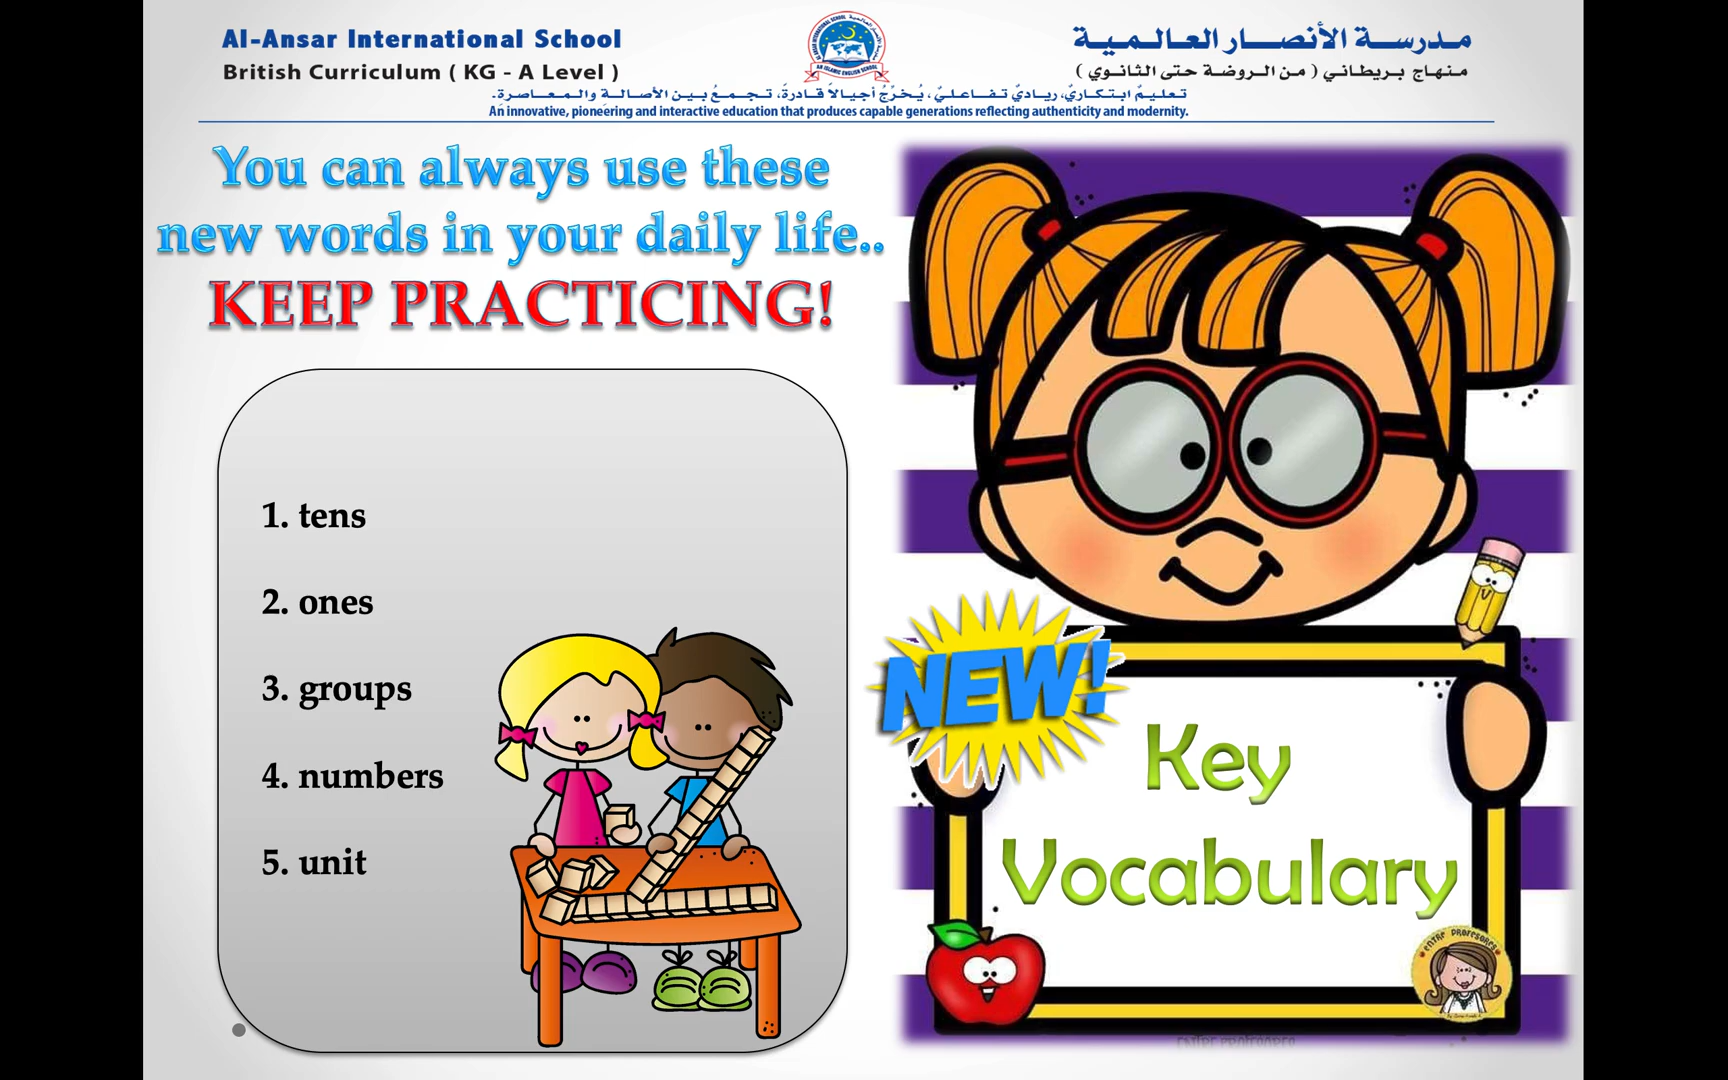 Al-Ansar International School
British Curriculum ( KG - A Level )
مدرسة الأنصار العالمية
منهاج بريطاني ( من الروضة حتى الثانوي )
تعليمٌ ابتكاريٌ، رياديٌ تفاعليٌ، يُخرِّجُ أجيالاً قادرةً، تجمعُ بين الأصالة والمعاصرة.
An innovative, pioneering and interactive education that produces capable generations reflecting authenticity and modernity.
You can always use these
new words in your daily life..
KEEP PRACTICING!
1. tens
2. ones
3. groups
4. numbers
5. unit
NEW!
Key
Vocabulary
ENTRE PROFESORES